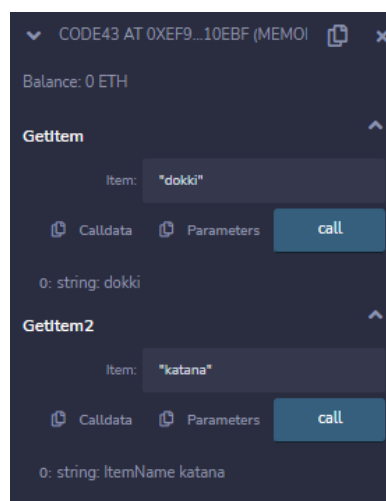 CODE43 AT 0XEF9...10EBF (MEMOI
Balance: 0 ETH
GetItem
Item: "dokki"
Calldata Parameters call
0: string: dokki
GetItem2
Item: "katana"
Calldata Parameters call
0: string: ItemName katana